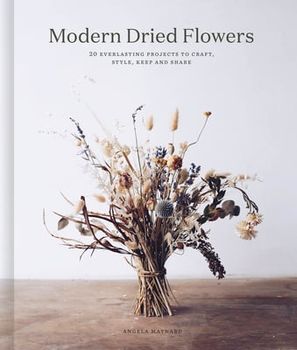 Modern Dried Flowers
20 EVERLASTING PROJECTS TO CRAFT,
STYLE, KEEP AND SHARE
ANGELA MAYNARD